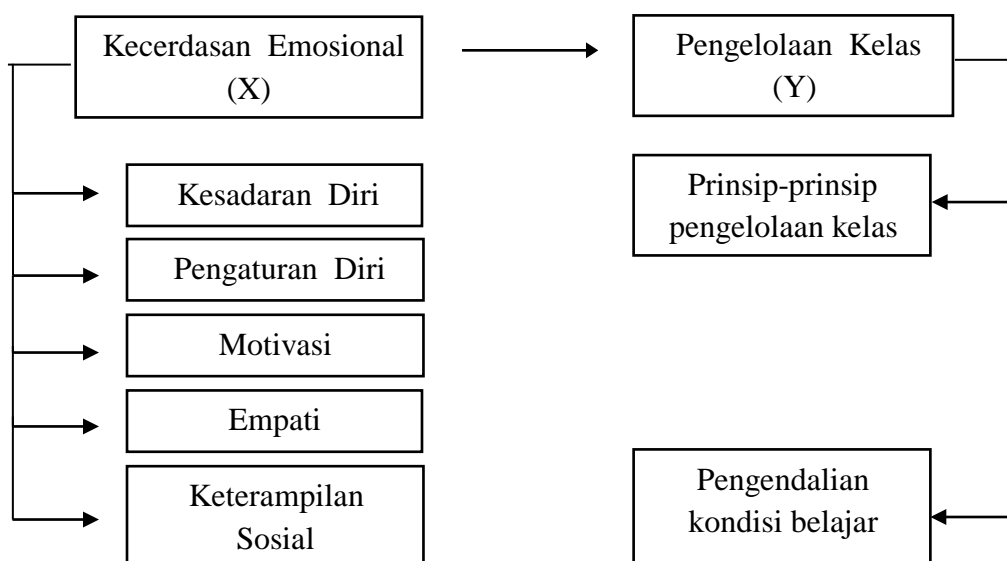 Kecerdasan Emosional
(X)
Pengelolaan Kelas
(Y)
Kesadaran Diri
Pengaturan Diri
Motivasi
Empati
Keterampilan
Sosial
Prinsip-prinsip
pengelolaan kelas
Pengendalian
kondisi belajar